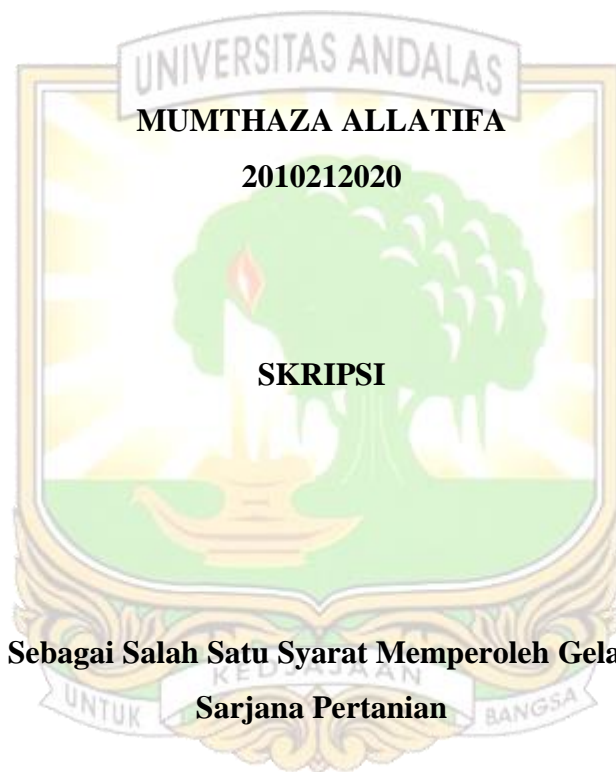 UNIVERSITAS ANDALAS
MUMTHAZA ALLATIFA
2010212020
SKRIPSI
Sebagai Salah Satu Syarat Memperoleh Gela
KEDJAJAAN
UNTUK BANGSA
Sarjana Pertanian